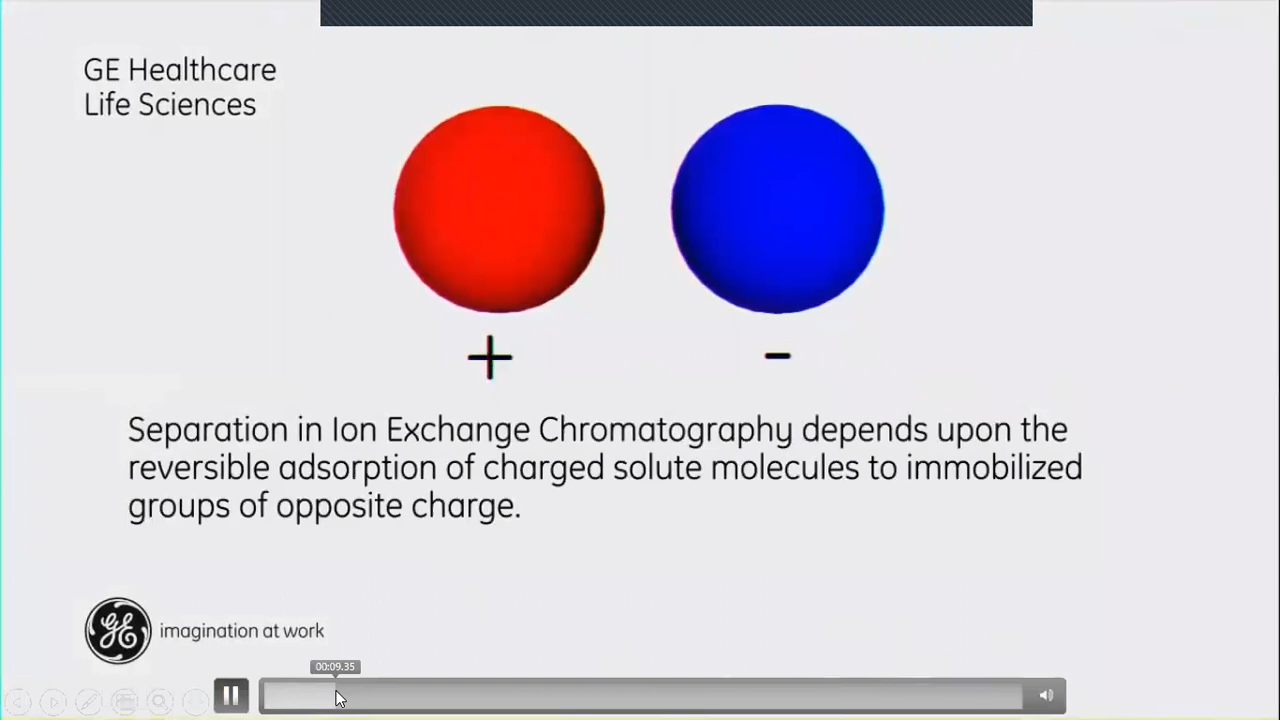 GE Healthcare
Life Sciences
+ -
Separation in Ion Exchange Chromatography depends upon the
reversible adsorption of charged solute molecules to immobilized
groups of opposite charge.
GE imagination at work
00:09.35